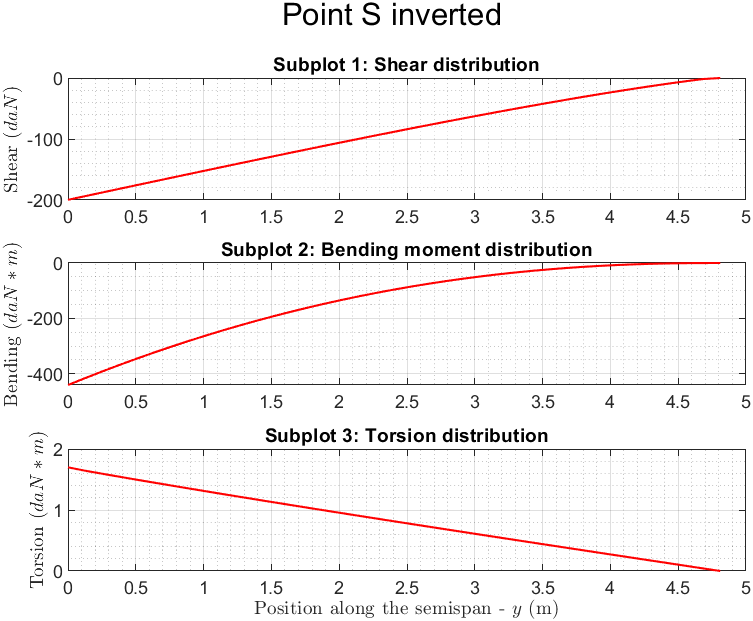 Point S inverted
Subplot 1: Shear distribution
Shear (daN)
0
-100
-200
0 0.5 1 1.5 2 2.5 3 3.5 4 4.5 5
Subplot 2: Bending moment distribution
Bending (daN * m)
0
-200
-400
0 0.5 1 1.5 2 2.5 3 3.5 4 4.5 5
Subplot 3: Torsion distribution
Torsion (daN * m)
2
1
0
0 0.5 1 1.5 2 2.5 3 3.5 4 4.5 5
Position along the semispan - y (m)